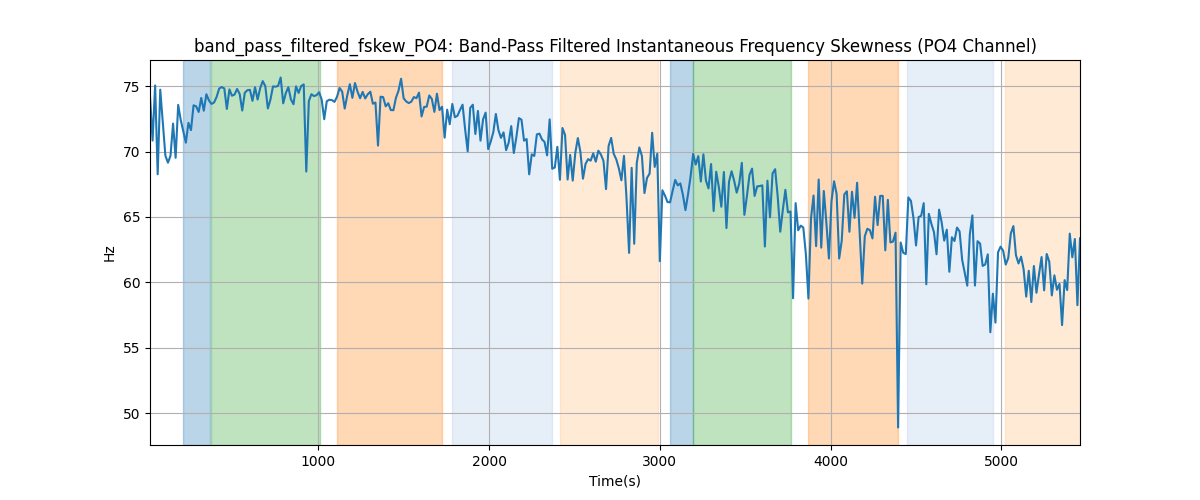 band_pass_filtered_fskew_PO4: Band-Pass Filtered Instantaneous Frequency Skewness (PO4 Channel)
75
70
65
60
55
50
Hz
1000 2000 3000 4000 5000
Time(s)